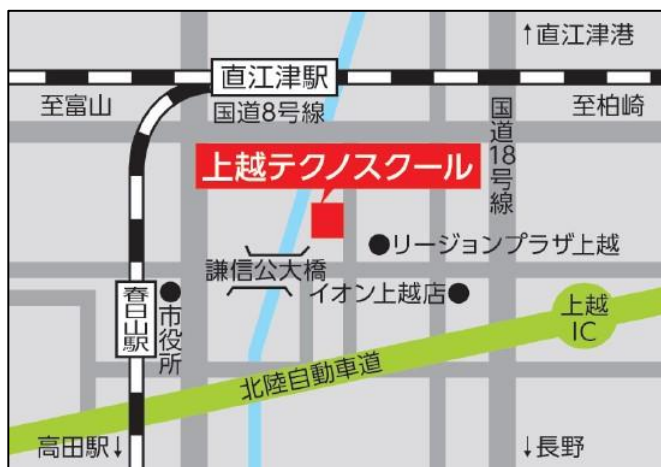 ↑直江津港
直江津駅
至富山
国道8号線
国道18号線
至柏崎
上越テクノスクール
●リージョンプラザ上越
謙信公大橋
イオン上越店●
春日山駅
●市役所
上越
IC
北陸自動車道
高田駅↓
↓長野